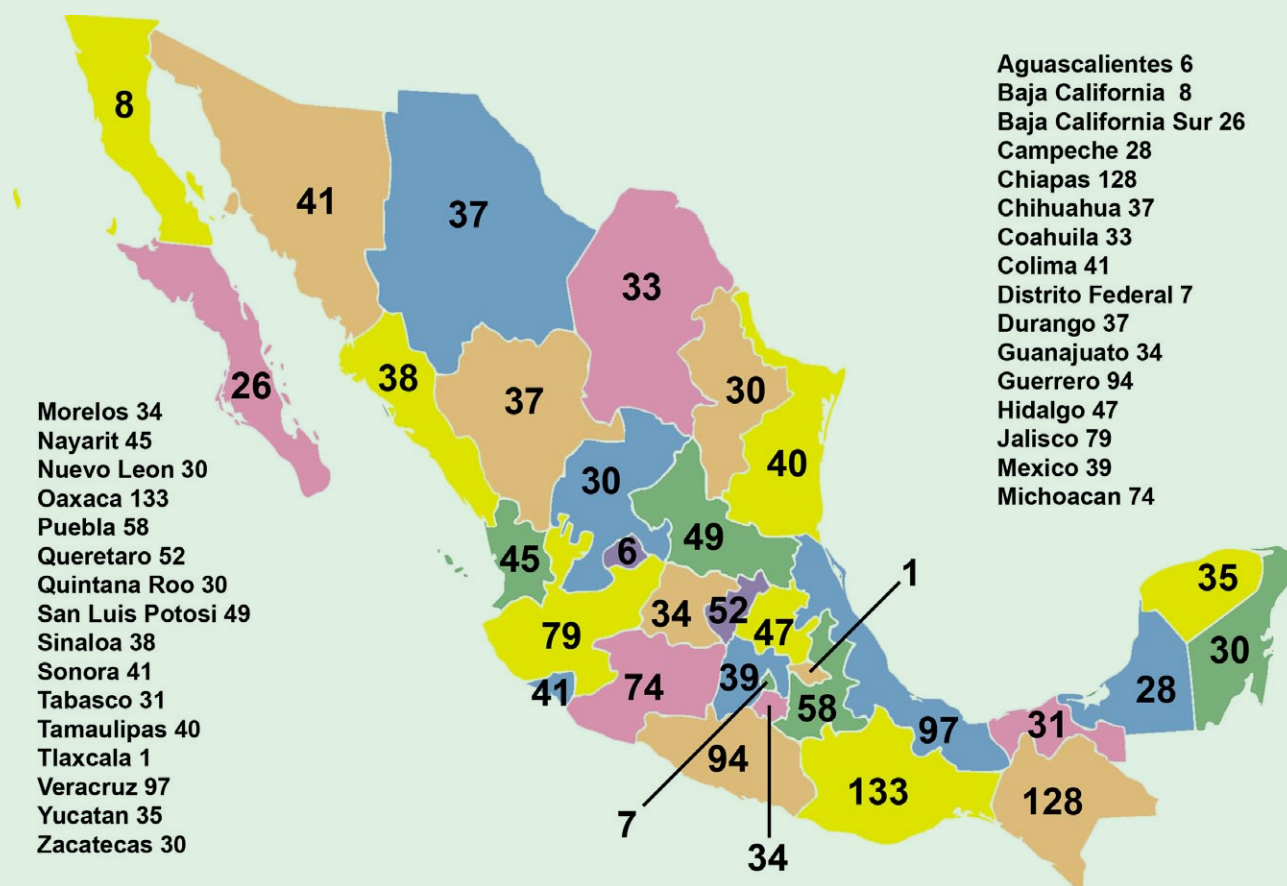 8
41
37
33
26
38
37
30
40
30
45
6
49
79
34
52
47
1
41
74
39
58
7
34
94
97
133
31
128
28
35
30
Aguascalientes 6
Baja California  8
Baja California Sur 26
Campeche 28
Chiapas 128
Chihuahua 37
Coahuila 33
Colima 41
Distrito Federal 7
Durango 37
Guanajuato 34
Guerrero 94
Hidalgo 47
Jalisco 79
Mexico 39
Michoacan 74
Morelos 34
Nayarit 45
Nuevo Leon 30
Oaxaca 133
Puebla 58
Queretaro 52
Quintana Roo 30
San Luis Potosi 49
Sinaloa 38
Sonora 41
Tabasco 31
Tamaulipas 40
Tlaxcala 1
Veracruz 97
Yucatan 35
Zacatecas 30